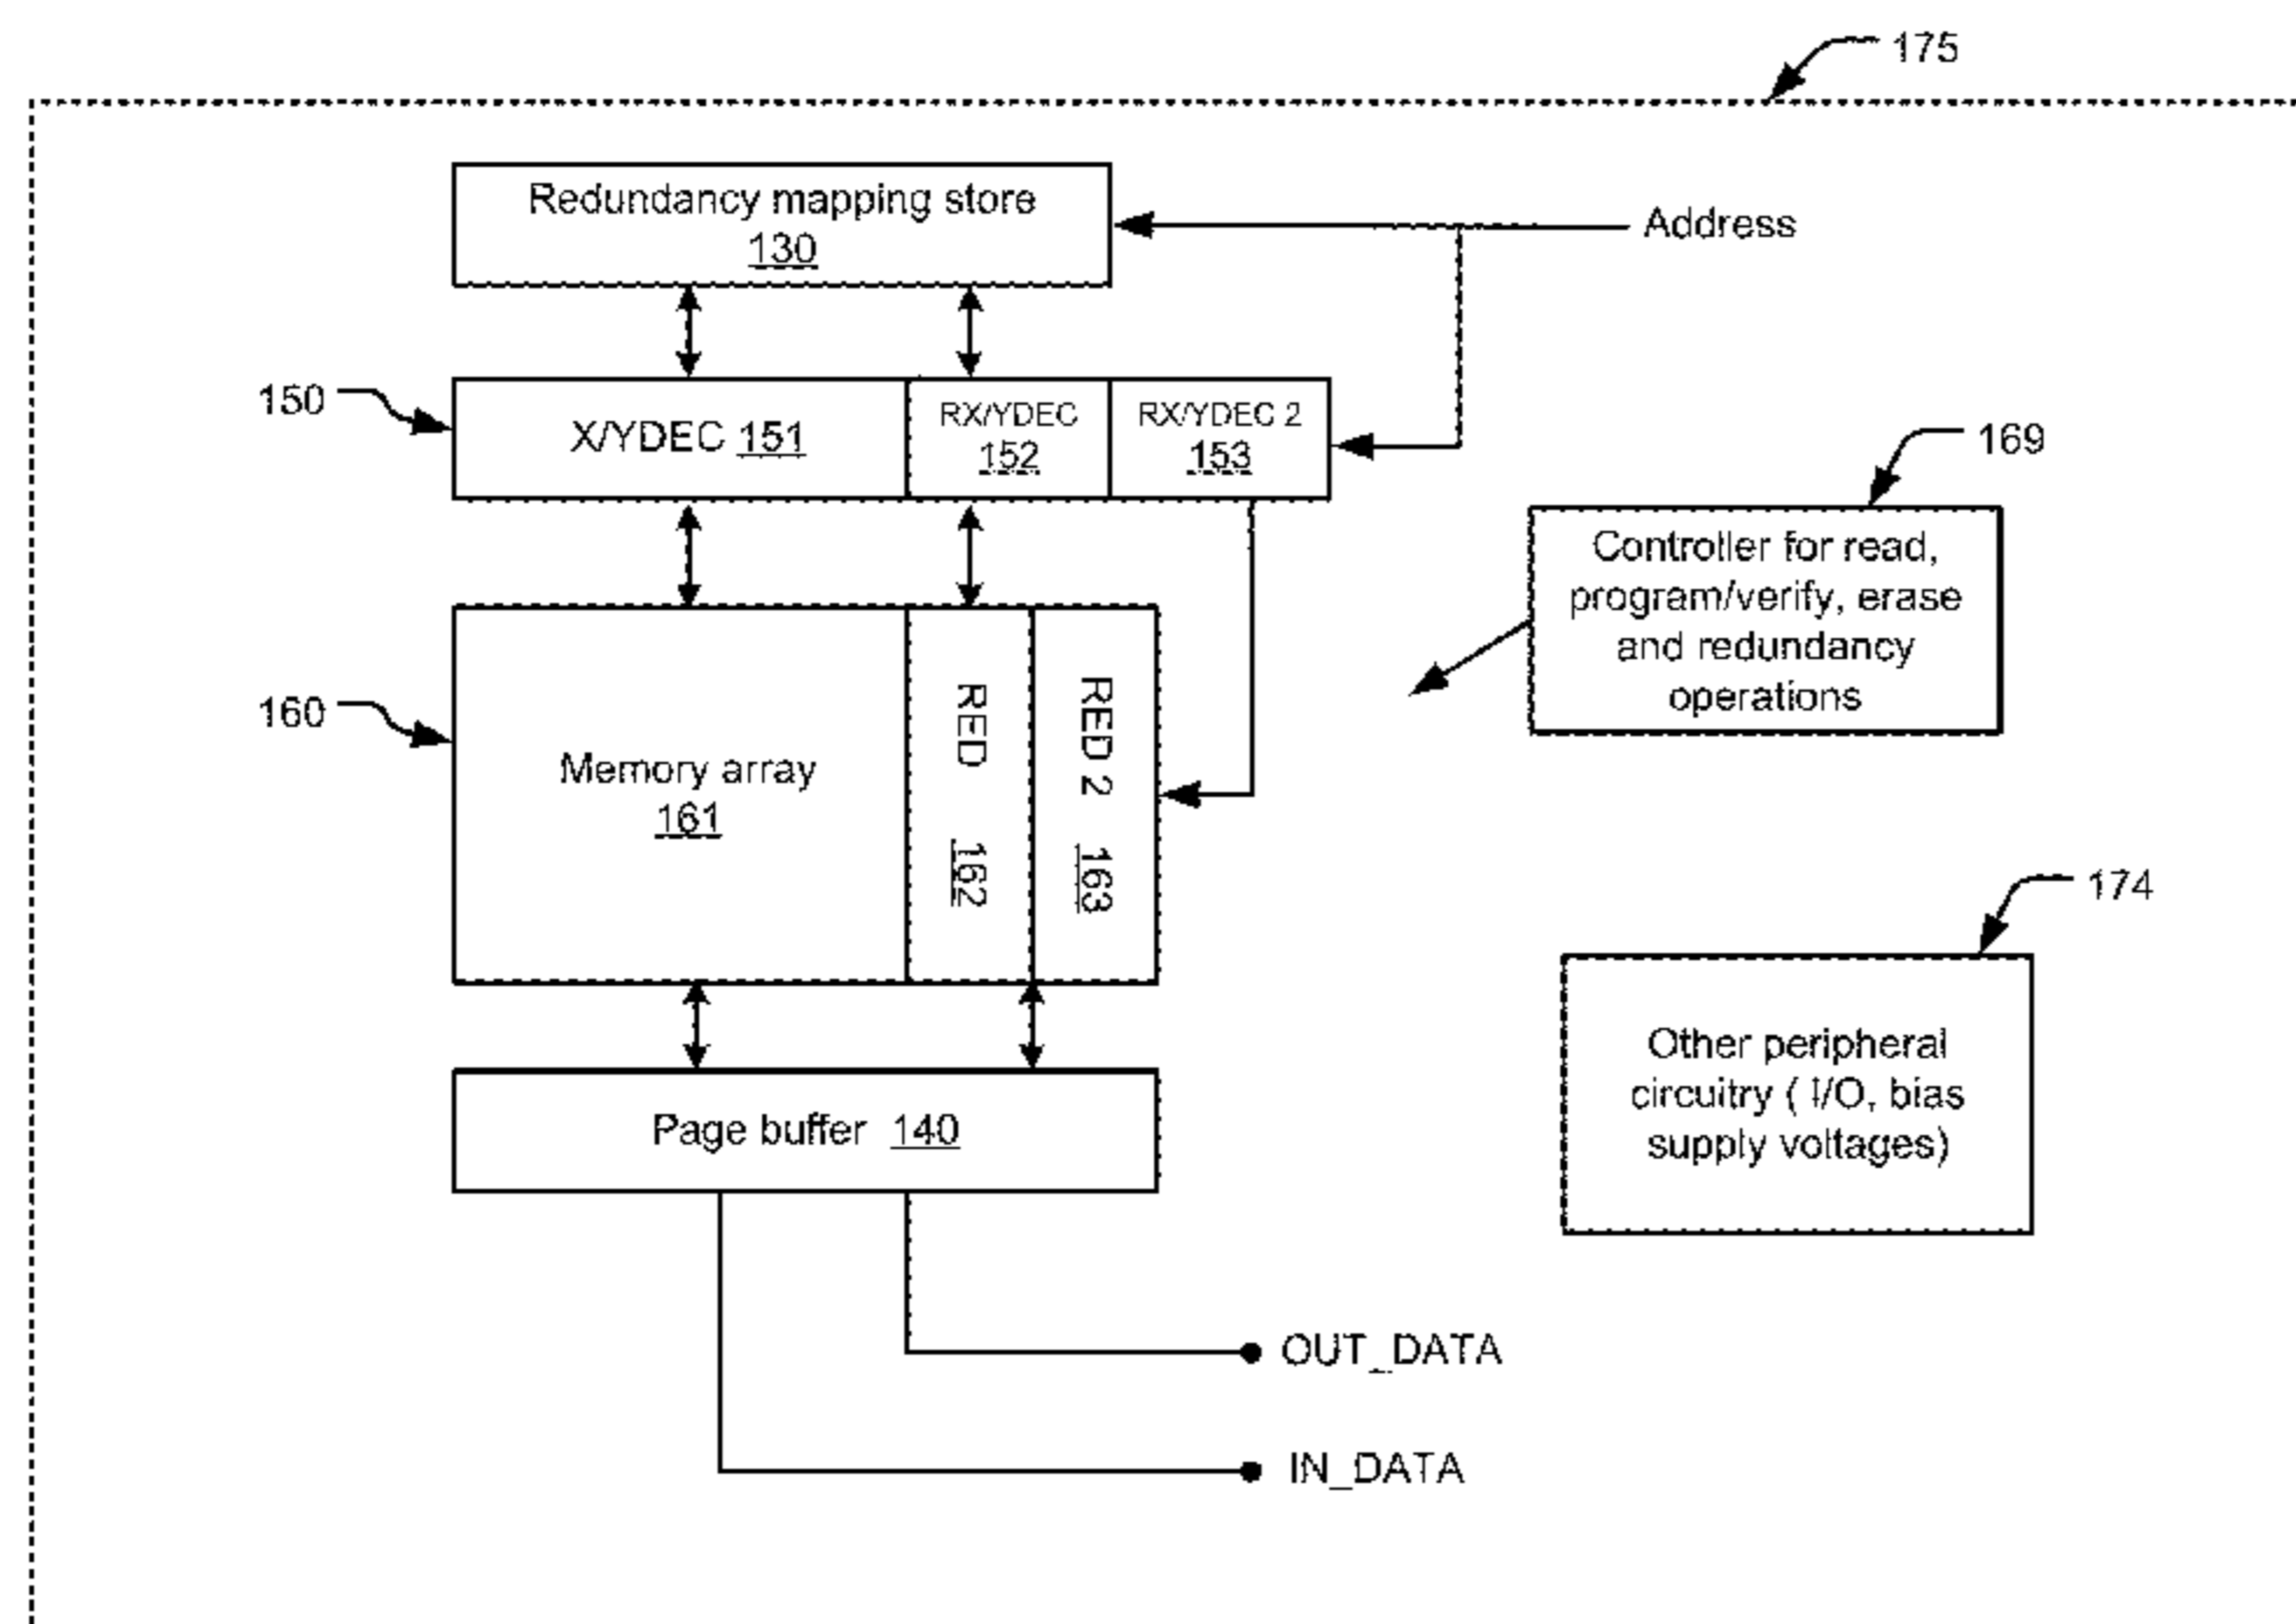 175
Redundancy mapping store
130
Address
150
X/YDEC 151
RX/YDEC
152
RX/YDEC 2
153
169
Controller for read,
program/verify, erase
and redundancy
operations
160
Memory array
161
RED 162
RED 2 163
174
Other peripheral
circuitry ( I/O, bias
supply voltages)
Page buffer 140
OUT_DATA
IN_DATA